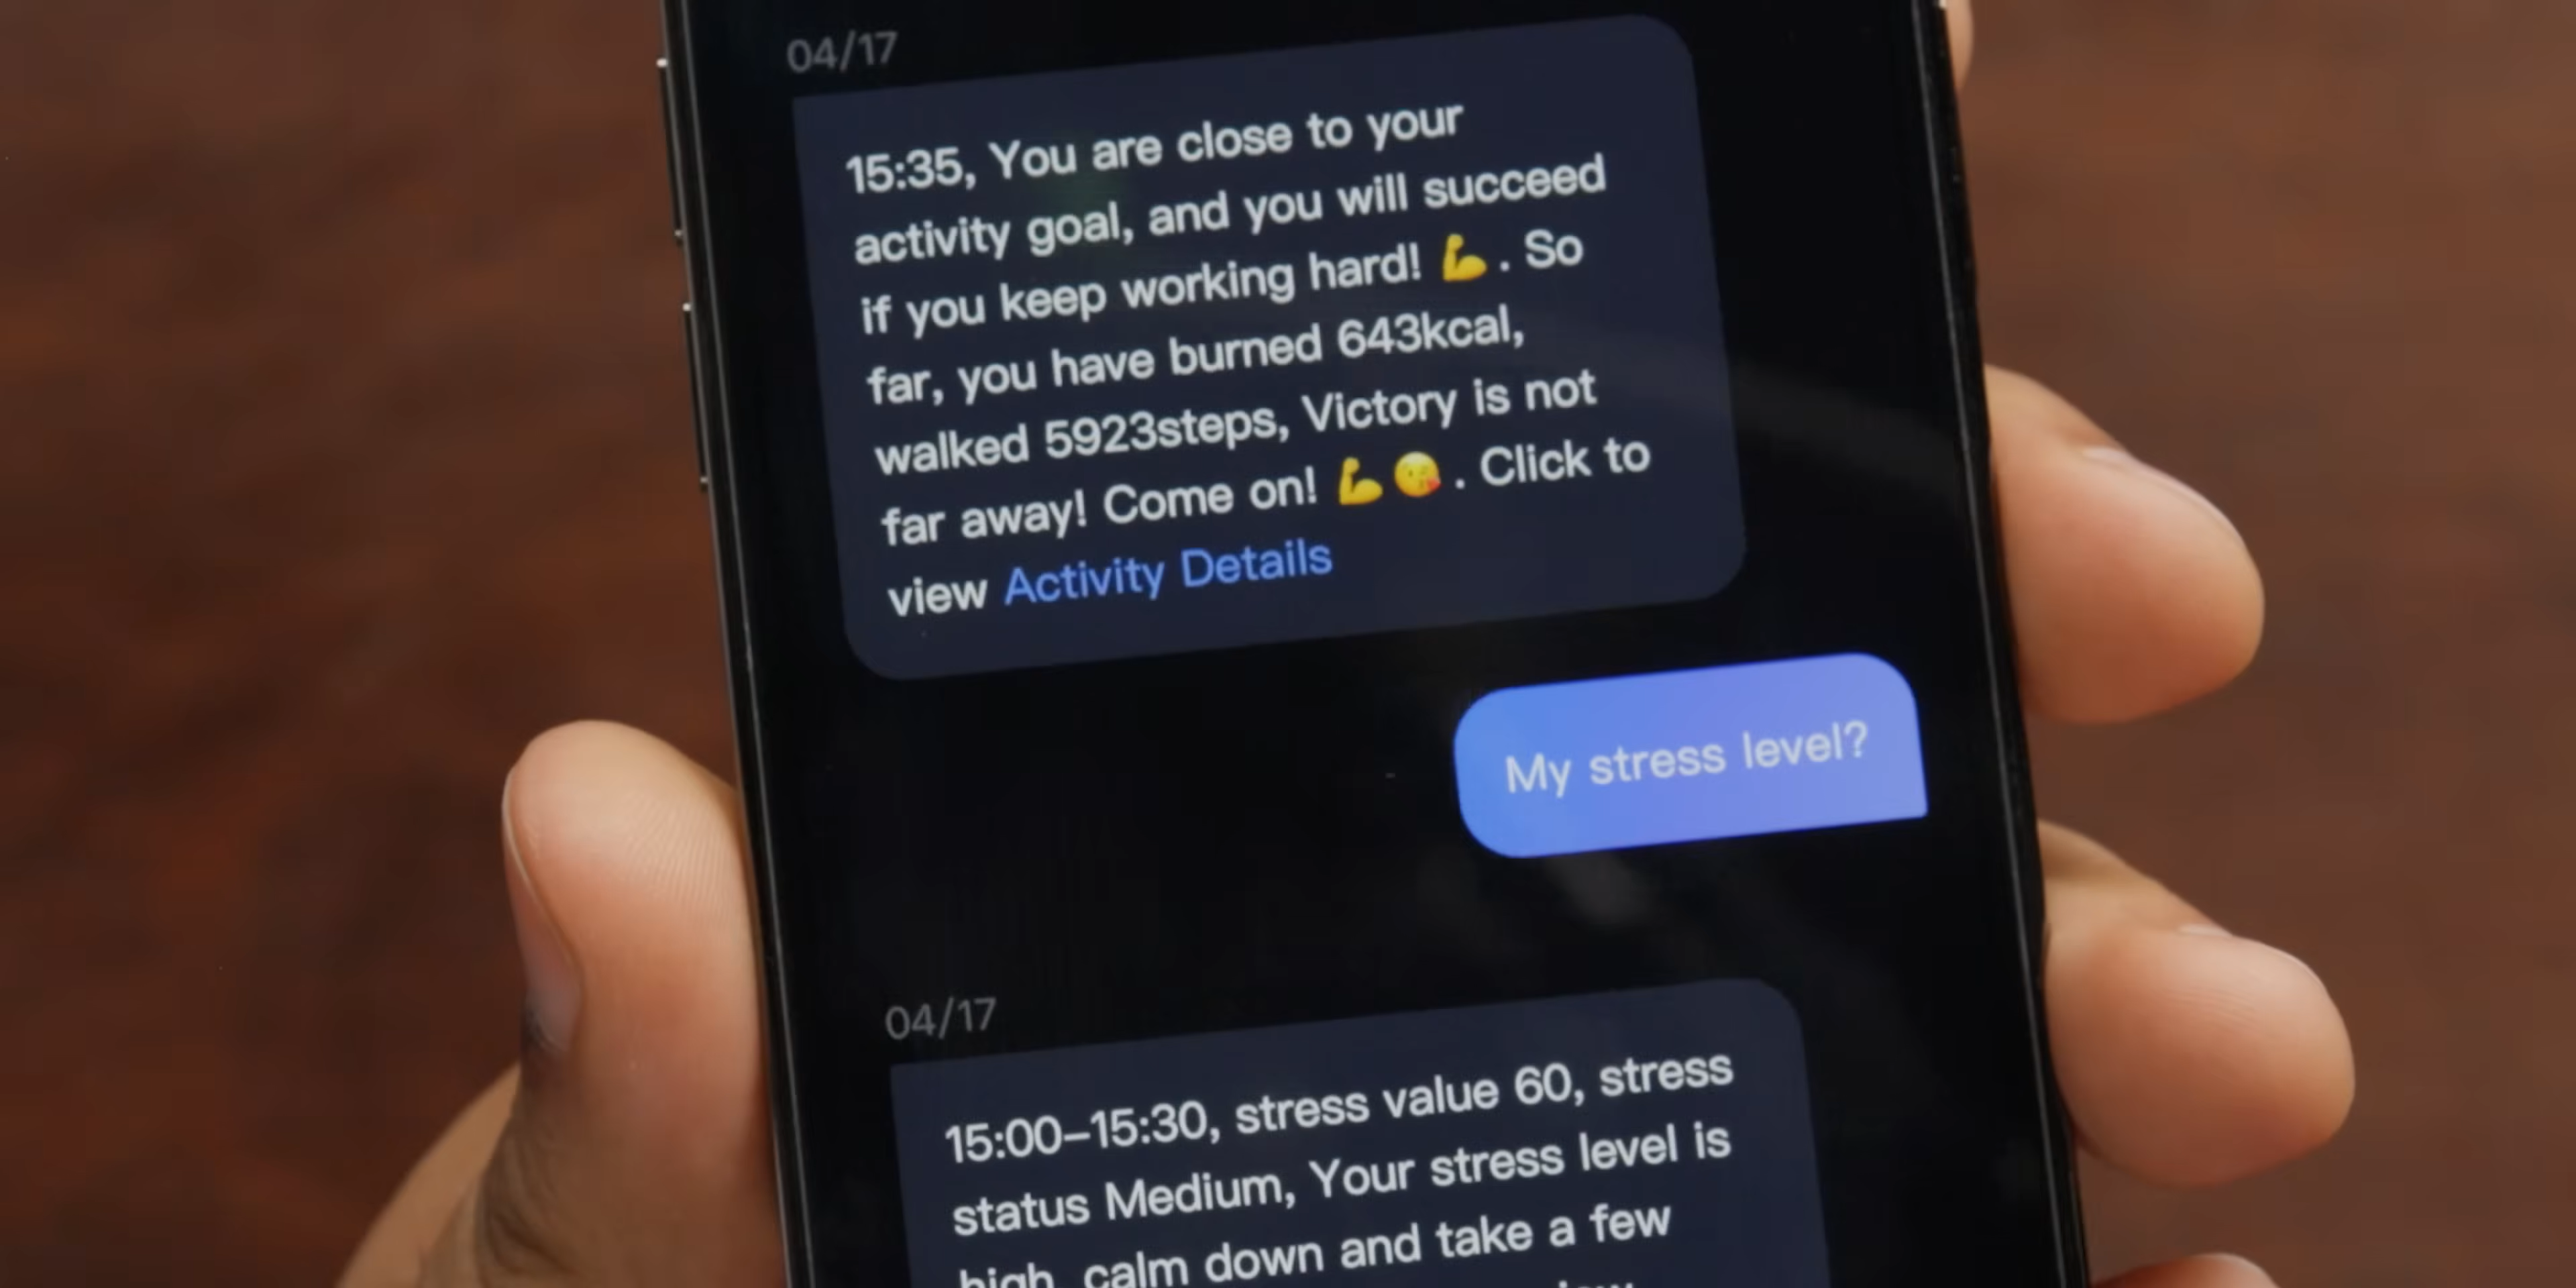 04/17
15:35, You are close to your
activity goal, and you will succeed
if you keep working hard! 💪. So
far, you have burned 643kcal,
walked 5923steps, Victory is not
far away! Come on! 💪😘. Click to
view Activity Details
My stress level?
04/17
15:00–15:30, stress value 60, stress
status Medium, Your stress level is
high, calm down and take a few